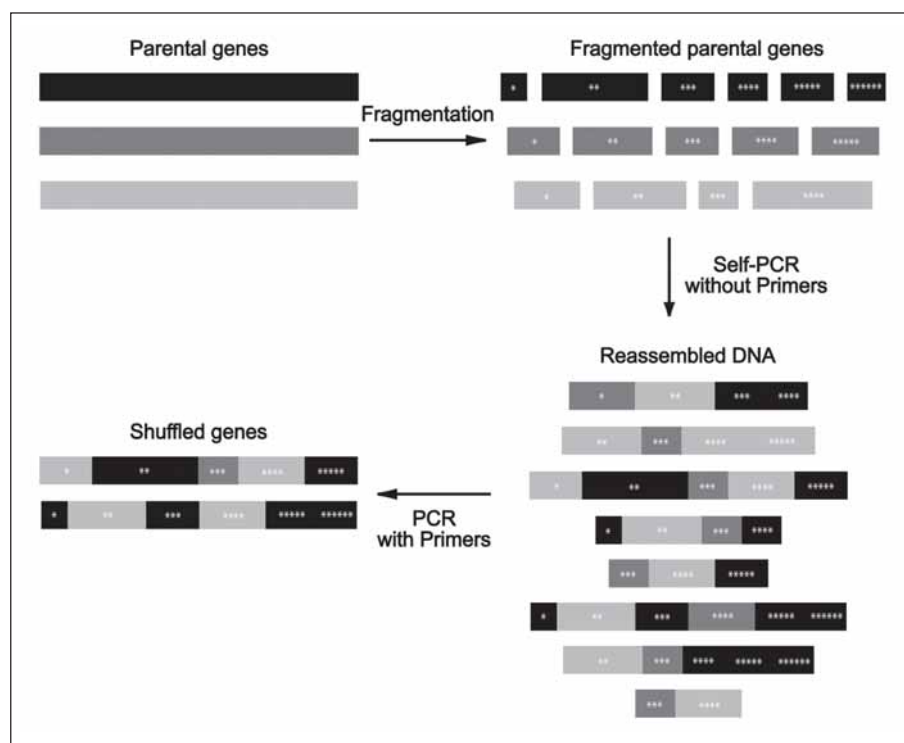 Parental genes
Fragmented parental genes
* ** *** **** ***** ******
Fragmentation
* ** *** **** *****
* ** *** ****
Self-PCR
without Primers
Reassembled DNA
* ** *** ****
Shuffled genes
** *** **** *****
* ** *** **** *****
* ** *** **** *****
* ** *** **** ***** ******
PCR
with Primers
* ** *** ****
*** **** *****
* ** *** **** ***** ******
** *** **** ***** ******
*** ****